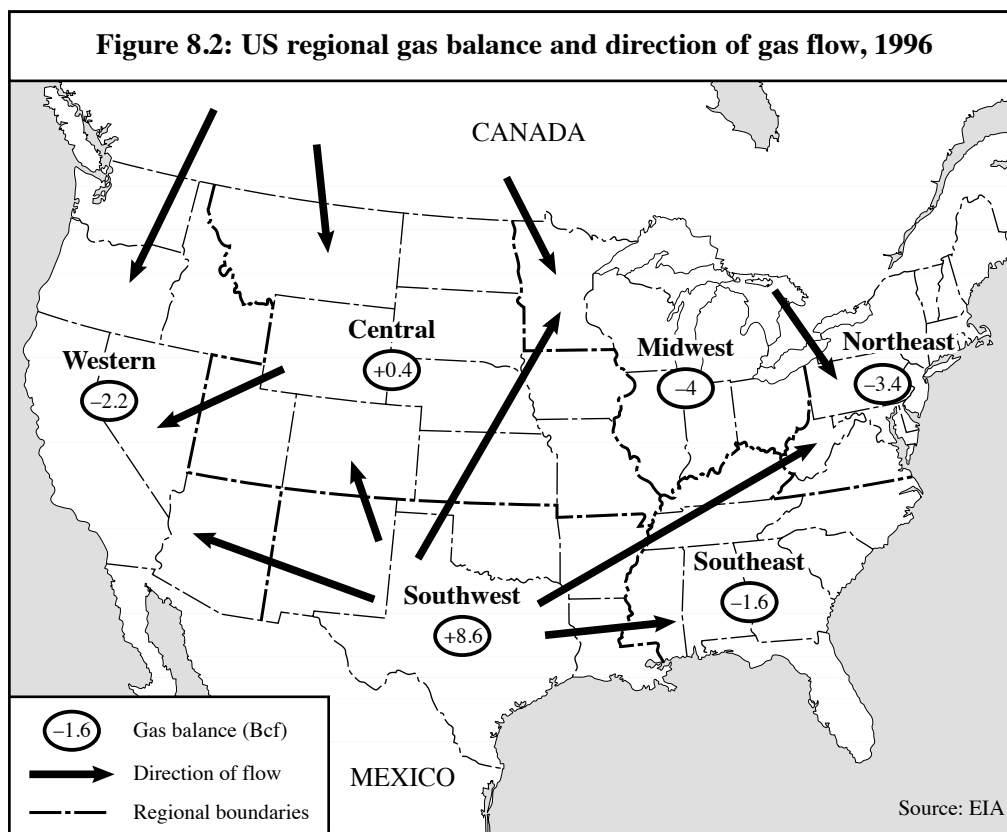 Figure 8.2: US regional gas balance and direction of gas flow, 1996
CANADA
Central
+0.4
Western
–2.2
Midwest
–4
Northeast
–3.4
Southeast
–1.6
Southwest
+8.6
–1.6 Gas balance (Bcf)
Direction of flow
Regional boundaries
MEXICO
Source: EIA